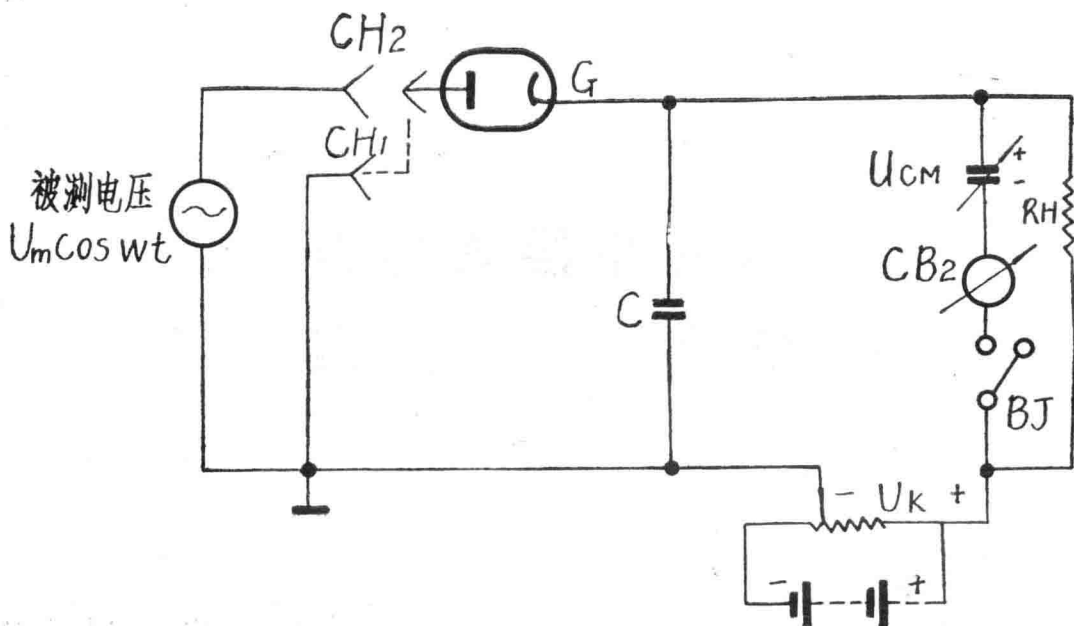 CH2
G
CH1
被测电压
UmCOS wt
C
UCM
+
-
RH
CB2
BJ
- UK +
- +